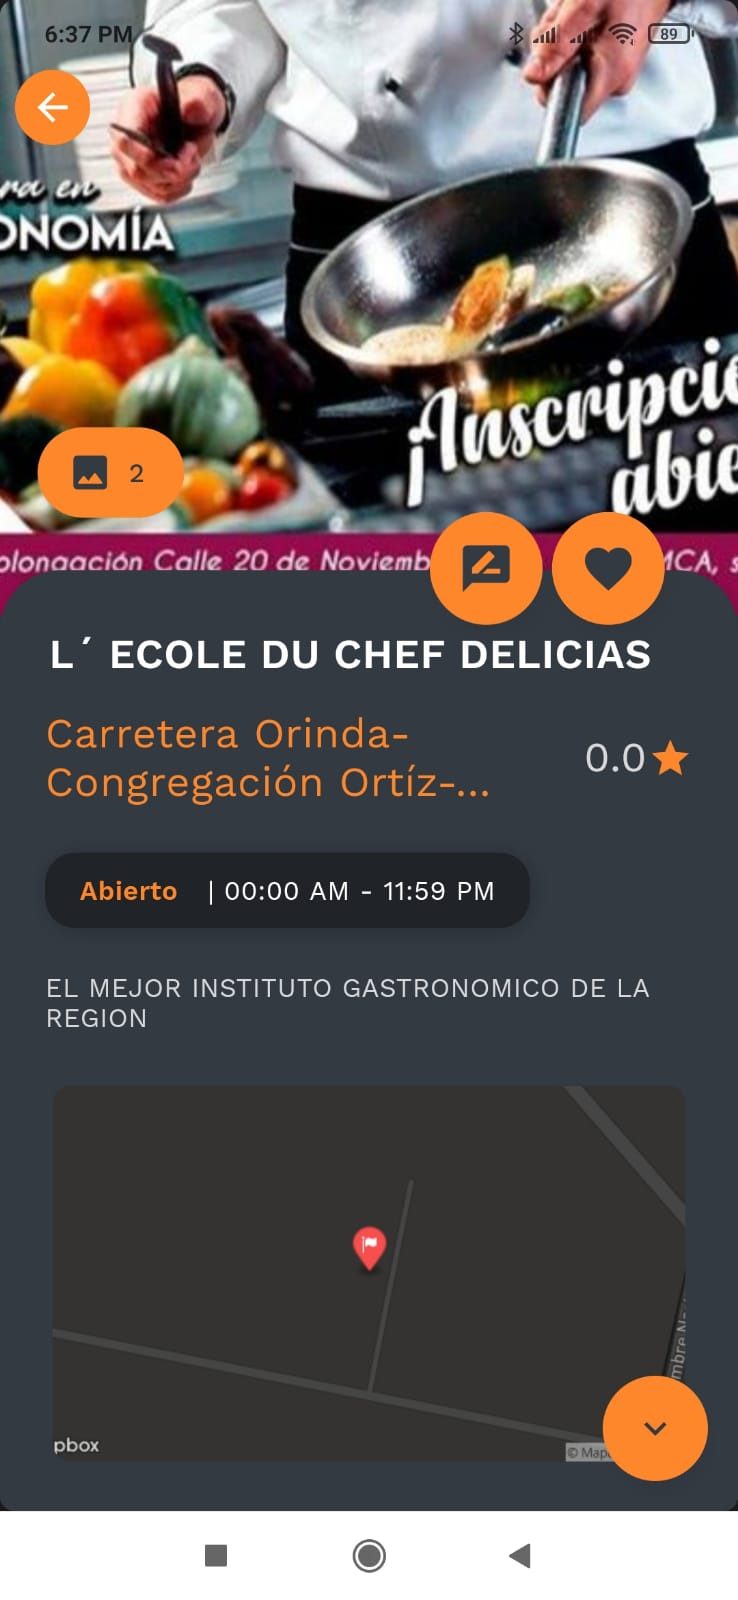 6:37 PM
89
ra en
ONOMÍA
¡Inscripcio
abie
2
olongación Calle 20 de Noviemb
MCA, s
L´ ECOLE DU CHEF DELICIAS
Carretera Orinda-
Congregación Ortíz-...
0.0
Abierto | 00:00 AM - 11:59 PM
EL MEJOR INSTITUTO GASTRONOMICO DE LA
REGION
mbre
pbox
© Map